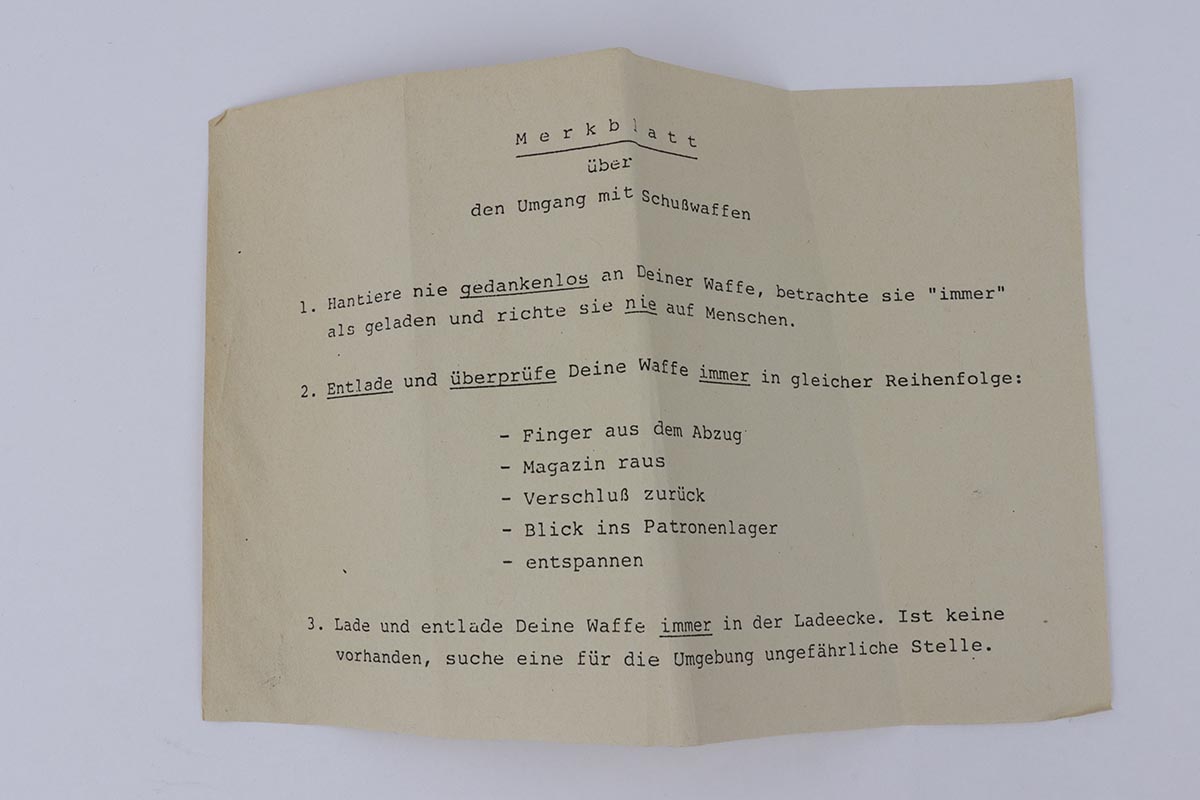 M e r k b l a t t
über
den Umgang mit Schußwaffen
1. Hantiere nie gedankenlos an Deiner Waffe, betrachte sie "immer"
als geladen und richte sie nie auf Menschen.
2. Entlade und überprüfe Deine Waffe immer in gleicher Reihenfolge:
- Finger aus dem Abzug
- Magazin raus
- Verschluß zurück
- Blick ins Patronenlager
- entspannen
3. Lade und entlade Deine Waffe immer in der Ladeecke. Ist keine
vorhanden, suche eine für die Umgebung ungefährliche Stelle.